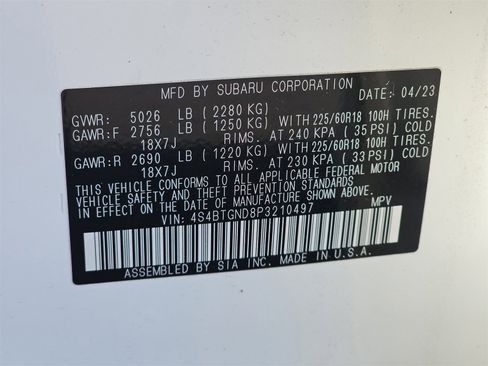 MFD BY SUBARU CORPORATION DATE: 04/23
GVWR: 5026 LB ( 2280 KG)
GAWR:F 2756 LB ( 1250 KG) WITH 225/60R18 100H TIRES.
18X7J RIMS. AT 240 KPA ( 35 PSI) COLD
GAWR:R 2690 LB ( 1220 KG) WITH 225/60R18 100H TIRES.
18X7J RIMS. AT 230 KPA ( 33 PSI) COLD
THIS VEHICLE CONFORMS TO ALL APPLICABLE FEDERAL MOTOR
VEHICLE SAFETY AND THEFT PREVENTION STANDARDS
IN EFFECT ON THE DATE OF MANUFACTURE SHOWN ABOVE.
VIN: 4S4BTGND8P3210497 MPV
ASSEMBLED BY SIA INC. MADE IN U.S.A.